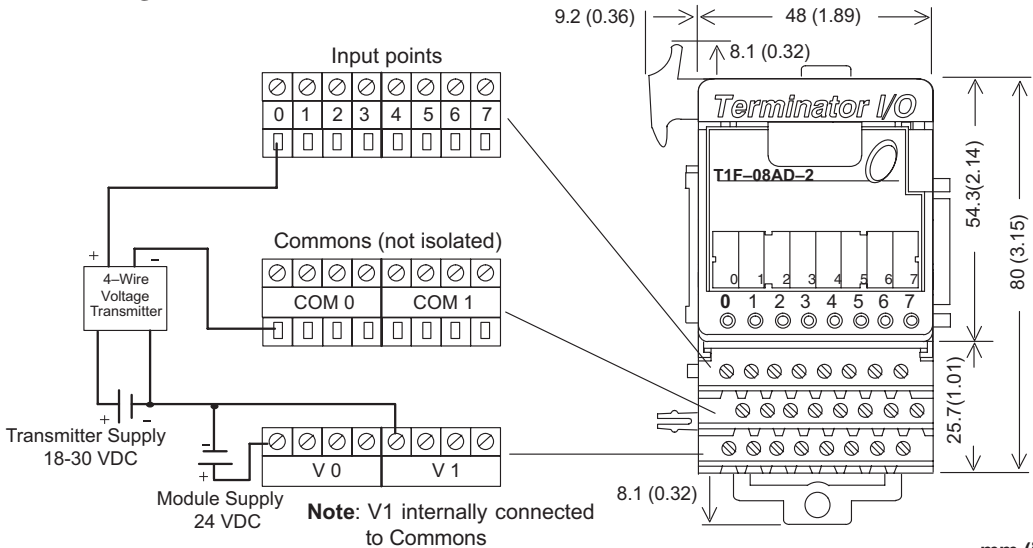 9.2 (0.36)
48 (1.89)
8.1 (0.32)
Input points
0 1 2 3 4 5 6 7
Terminator I/O
T1F–08AD–2
54.3(2.14)
80 (3.15)
Commons (not isolated)
COM 0 COM 1
+ -
4–Wire
Voltage
Transmitter
0 1 2 3 4 5 6 7
0 1 2 3 4 5 6 7
25.7(1.01)
+ -
Transmitter Supply
18-30 VDC
-
+
V 0 V 1
Module Supply
24 VDC
8.1 (0.32)
Note: V1 internally connected
to Commons